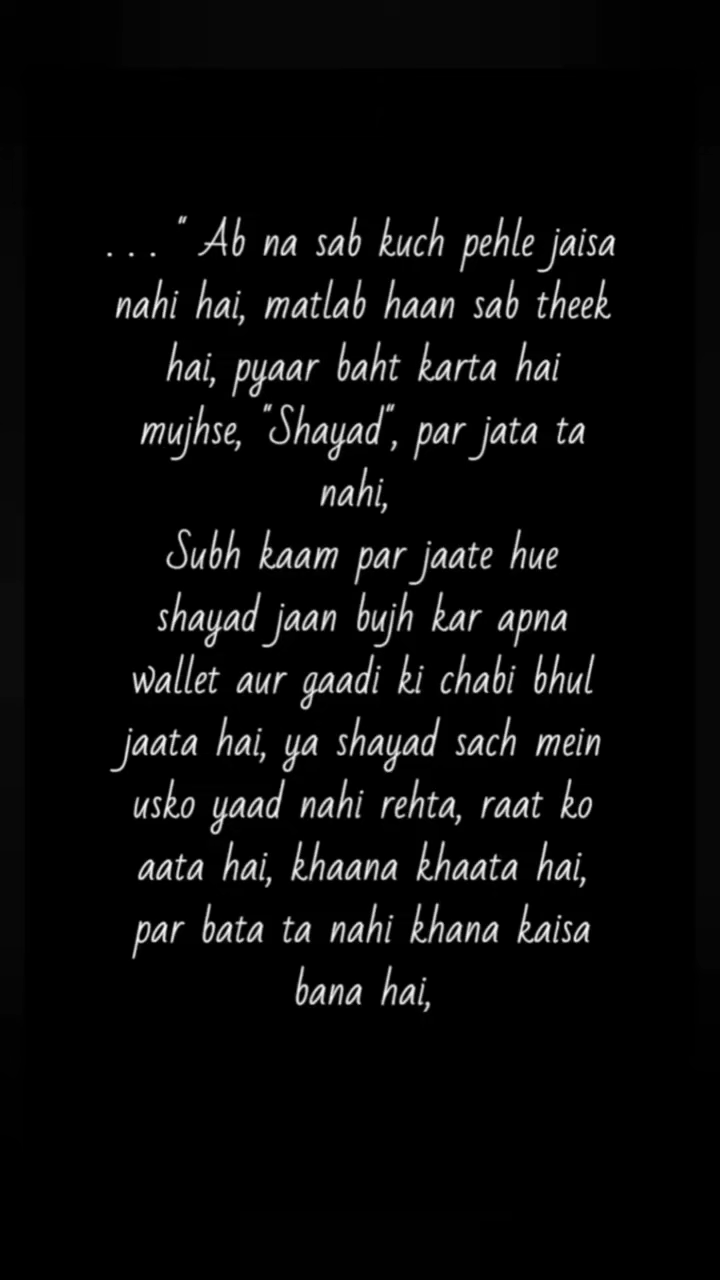 ... " Ab na sab kuch pehle jaisa
nahi hai, matlab haan sab theek
hai, pyaar baht karta hai
mujhse, "Shayad", par jata ta
nahi,
Subh kaam par jaate hue
shayad jaan bujh kar apna
wallet aur gaadi ki chabi bhul
jaata hai, ya shayad sach mein
usko yaad nahi rehta, raat ko
aata hai, khaana khaata hai,
par bata ta nahi khana kaisa
bana hai,